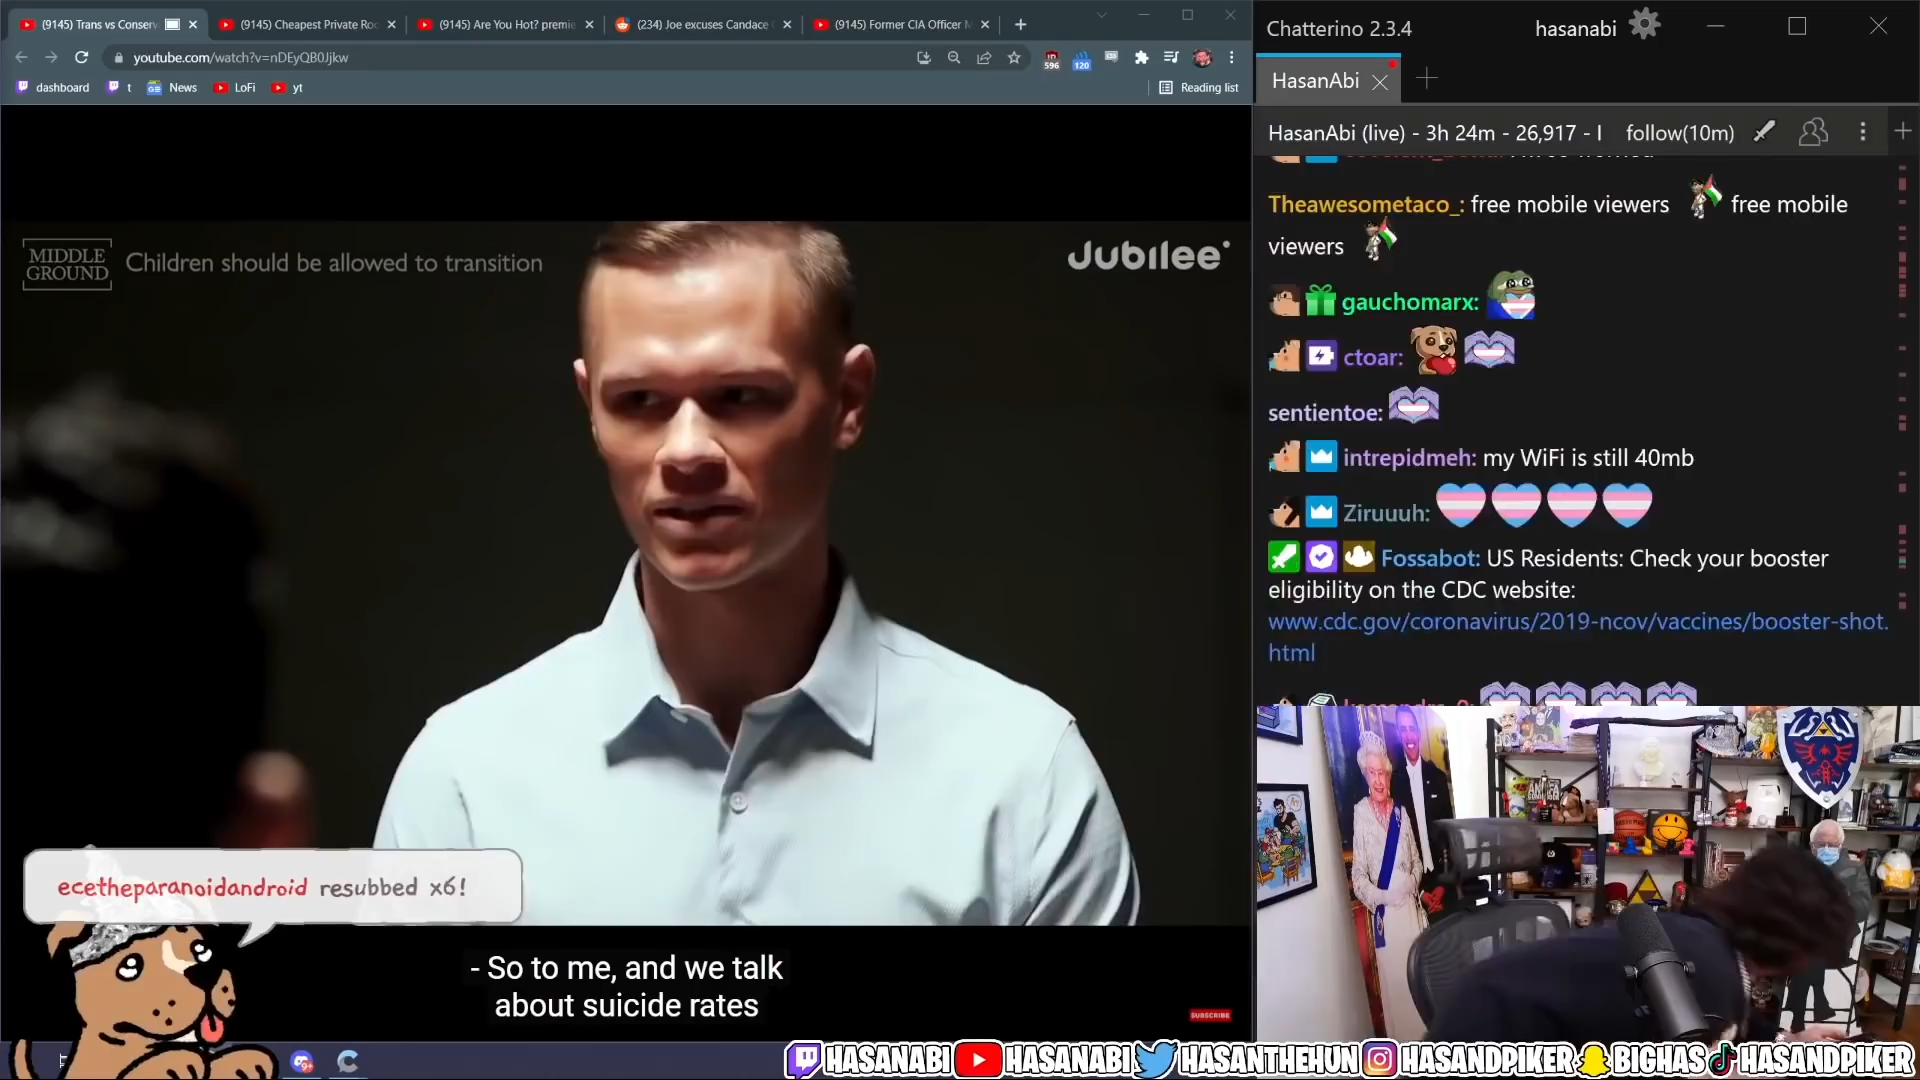 (9145) Trans vs Conserv
(9145) Cheapest Private Ro
(9145) Are You Hot? premie
(234) Joe excuses Candace
(9145) Former CIA Officer
youtube.com/watch?v=nDEyQB0Jjkw
596
120
dashboard
t
News
LoFi
yt
Reading list
MIDDLE
GROUND
Children should be allowed to transition
Jubilee
ecetheparanoidandroid resubbed x6!
- So to me, and we talk
about suicide rates
SUBSCRIBE
Chatterino 2.3.4
hasanabi
HasanAbi
HasanAbi (live) - 3h 24m - 26,917 - I
follow(10m)
Theawesometaco_: free mobile viewers free mobile
viewers
gauchomarx:
ctoar:
sentientoe:
intrepidmeh: my WiFi is still 40mb
Ziruuuh:
Fossabot: US Residents: Check your booster
eligibility on the CDC website:
www.cdc.gov/coronavirus/2019-ncov/vaccines/booster-shot.
html
HASANABI
HASANABI
HASANTHEHUN
HASANDPIKER
BIGHAS
HASANDPIKER